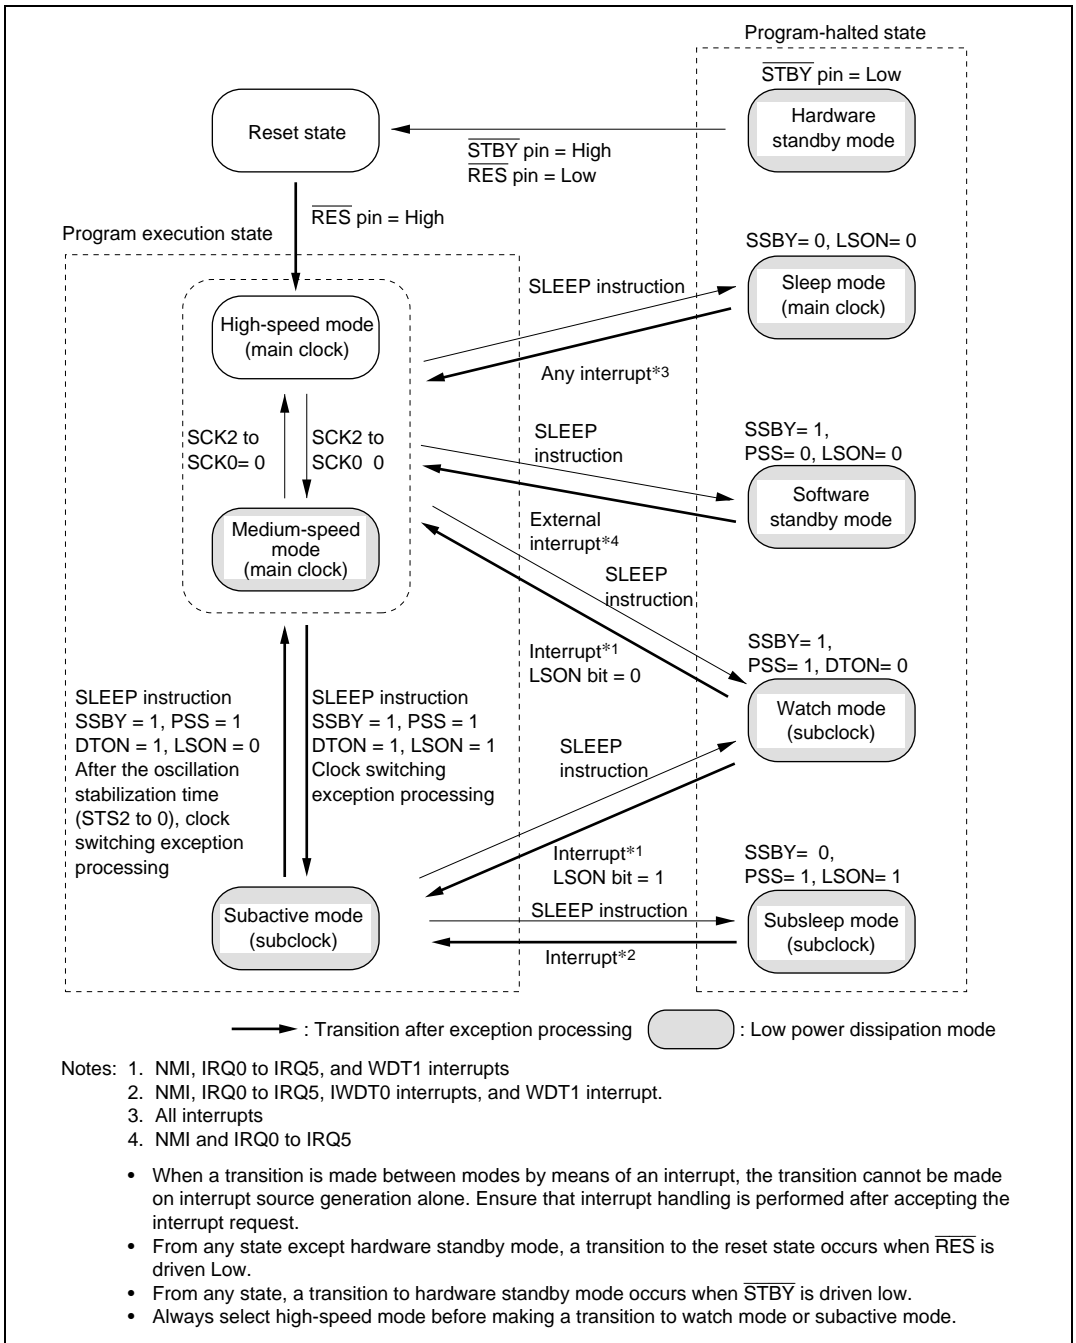 Program-halted state
STBY pin = Low
Hardware
standby mode
Reset state
STBY pin = High
RES pin = Low
RES pin = High
Program execution state
SSBY= 0, LSON= 0
Sleep mode
(main clock)
SLEEP instruction
High-speed mode
(main clock)
Any interrupt*3
SCK2 to
SCK0= 0
SCK2 to
SCK0 0
SLEEP
instruction
SSBY= 1,
PSS= 0, LSON= 0
Software
standby mode
Medium-speed
mode
(main clock)
External
interrupt*4
SLEEP
instruction
Interrupt*1
LSON bit = 0
SSBY= 1,
PSS= 1, DTON= 0
Watch mode
(subclock)
SLEEP instruction
SSBY = 1, PSS = 1
DTON = 1, LSON = 0
After the oscillation
stabilization time
(STS2 to 0), clock
switching exception
processing
SLEEP instruction
SSBY = 1, PSS = 1
DTON = 1, LSON = 1
Clock switching
exception processing
SLEEP
instruction
Interrupt*1
LSON bit = 1
SSBY= 0,
PSS= 1, LSON= 1
Subactive mode
(subclock)
SLEEP instruction
Subsleep mode
(subclock)
Interrupt*2
: Transition after exception processing
: Low power dissipation mode
Notes: 1. NMI, IRQ0 to IRQ5, and WDT1 interrupts
2. NMI, IRQ0 to IRQ5, IWDT0 interrupts, and WDT1 interrupt.
3. All interrupts
4. NMI and IRQ0 to IRQ5
• When a transition is made between modes by means of an interrupt, the transition cannot be made
on interrupt source generation alone. Ensure that interrupt handling is performed after accepting the
interrupt request.
• From any state except hardware standby mode, a transition to the reset state occurs when RES is
driven Low.
• From any state, a transition to hardware standby mode occurs when STBY is driven low.
• Always select high-speed mode before making a transition to watch mode or subactive mode.